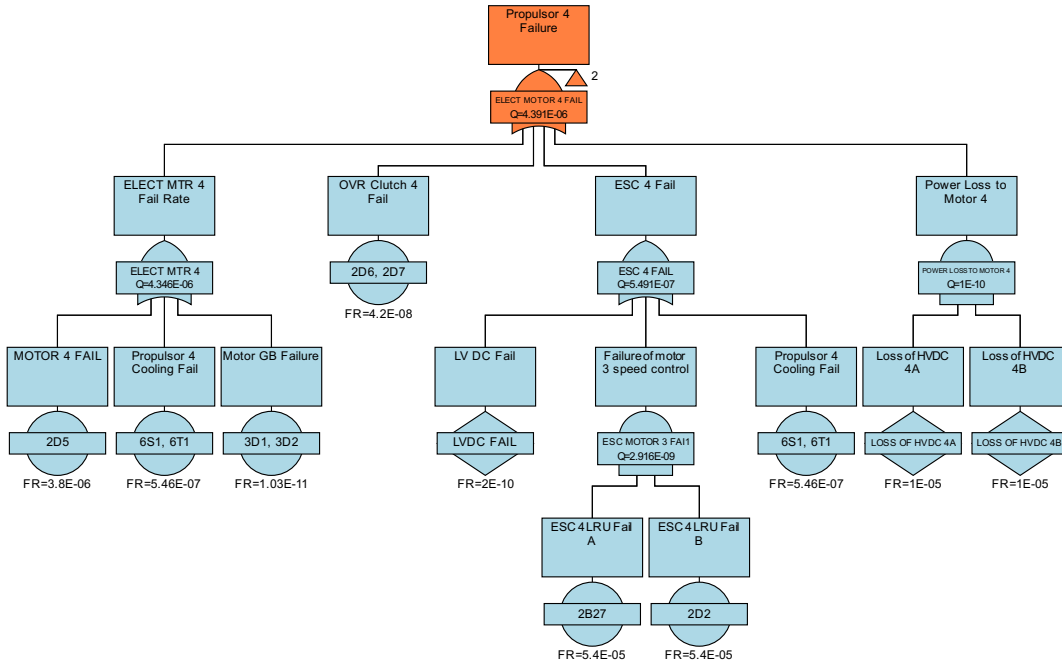 Propulsor 4
Failure
2
ELECT MOTOR 4 FAIL
Q=4.391E-06
ELECT MTR 4
Fail Rate
OVR Clutch 4
Fail
ESC 4 Fail
Power Loss to
Motor 4
ELECT MTR 4
Q=4.346E-06
2D6, 2D7
FR=4.2E-08
ESC 4 FAIL
Q=5.491E-07
POWER LOSS TO MOTOR 4
Q=1E-10
MOTOR 4 FAIL
Propulsor 4
Cooling Fail
Motor GB Failure
LV DC Fail
Failure of motor
3 speed control
Propulsor 4
Cooling Fail
Loss of HVDC
4A
Loss of HVDC
4B
2D5
6S1, 6T1
3D1, 3D2
LVDC FAIL
ESC MOTOR 3 FAI1
Q=2.916E-09
6S1, 6T1
LOSS OF HVDC 4A
LOSS OF HVDC 4B
FR=3.8E-06
FR=5.46E-07
FR=1.03E-11
FR=2E-10
FR=5.46E-07
FR=1E-05
FR=1E-05
ESC 4 LRU Fail
A
ESC 4 LRU Fail
B
2B27
2D2
FR=5.4E-05
FR=5.4E-05